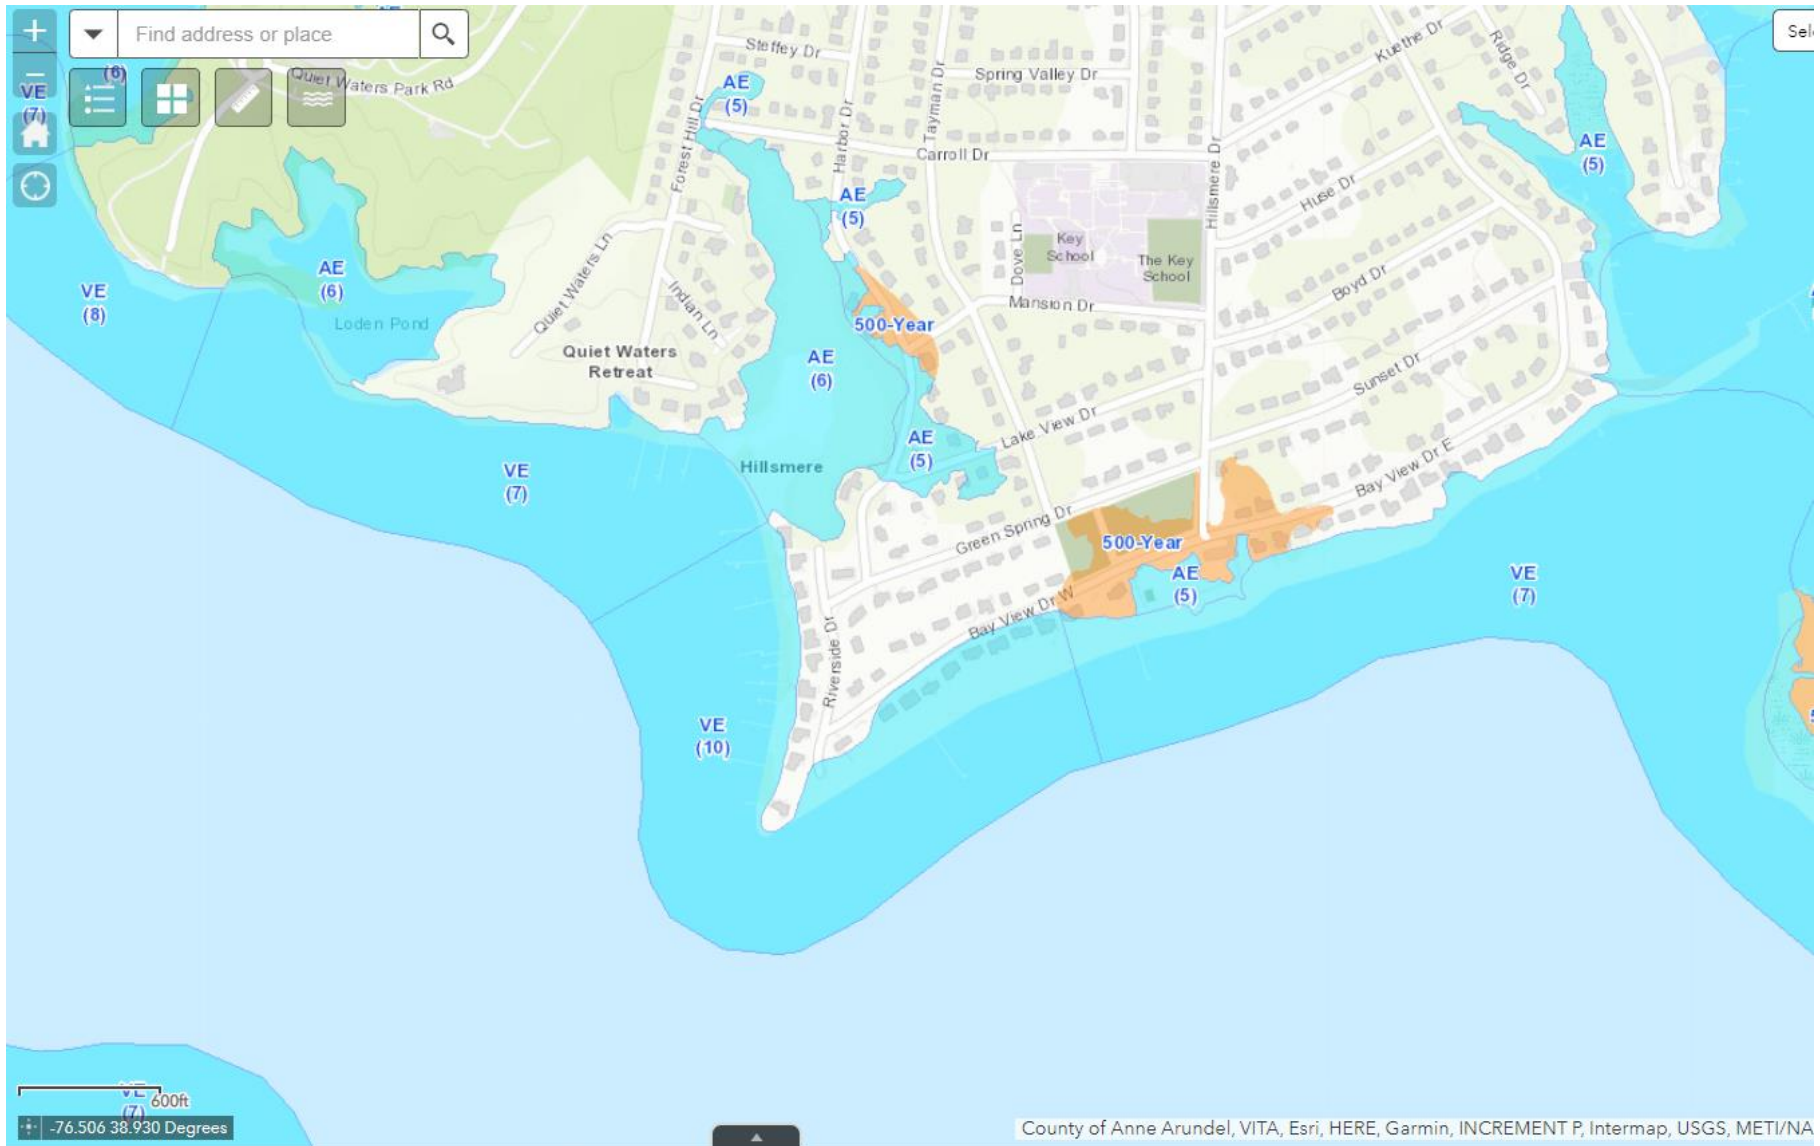 Find address or place
Sel
AE
(6)
VE
(7)
Quiet Waters Park Rd
Steffey Dr
AE
(5)
Forest Hill Dr
Harbor Dr
Tayman Dr
Spring Valley Dr
Kuethe Dr
Ridge Dr
Carroll Dr
Hillsmere Dr
AE
(5)
AE
(5)
Huse Dr
Dove Ln
Key
School
The Key
School
Quiet Waters Ln
Indian Ln
AE
(6)
VE
(8)
Loden Pond
Boyd Dr
Mansion Dr
500-Year
Quiet Waters
Retreat
AE
(6)
Sunset Dr
Lake View Dr
AE
(5)
Hillsmere
VE
(7)
Bay View Dr E
Green Spring Dr
500-Year
AE
(5)
VE
(7)
Bay View Dr W
Riverside Dr
VE
(10)
VE
(7)
600ft
-76.506 38.930 Degrees
County of Anne Arundel, VITA, Esri, HERE, Garmin, INCREMENT P, Intermap, USGS, METI/NA